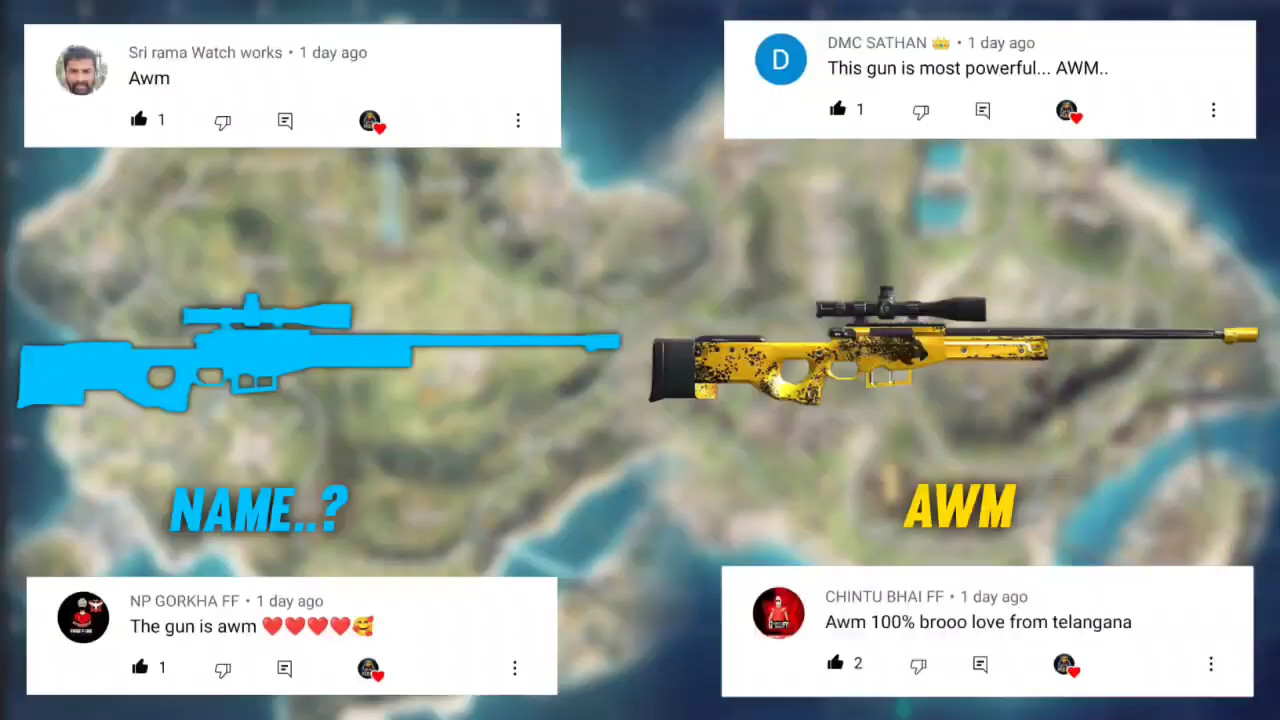 Sri rama Watch works • 1 day ago
Awm
1
DMC SATHAN 👑 • 1 day ago
This gun is most powerful... AWM..
1
NAME..?
AWM
NP GORKHA FF • 1 day ago
The gun is awm ❤️❤️❤️❤️🥰
1
CHINTU BHAI FF • 1 day ago
Awm 100% brooo love from telangana
2